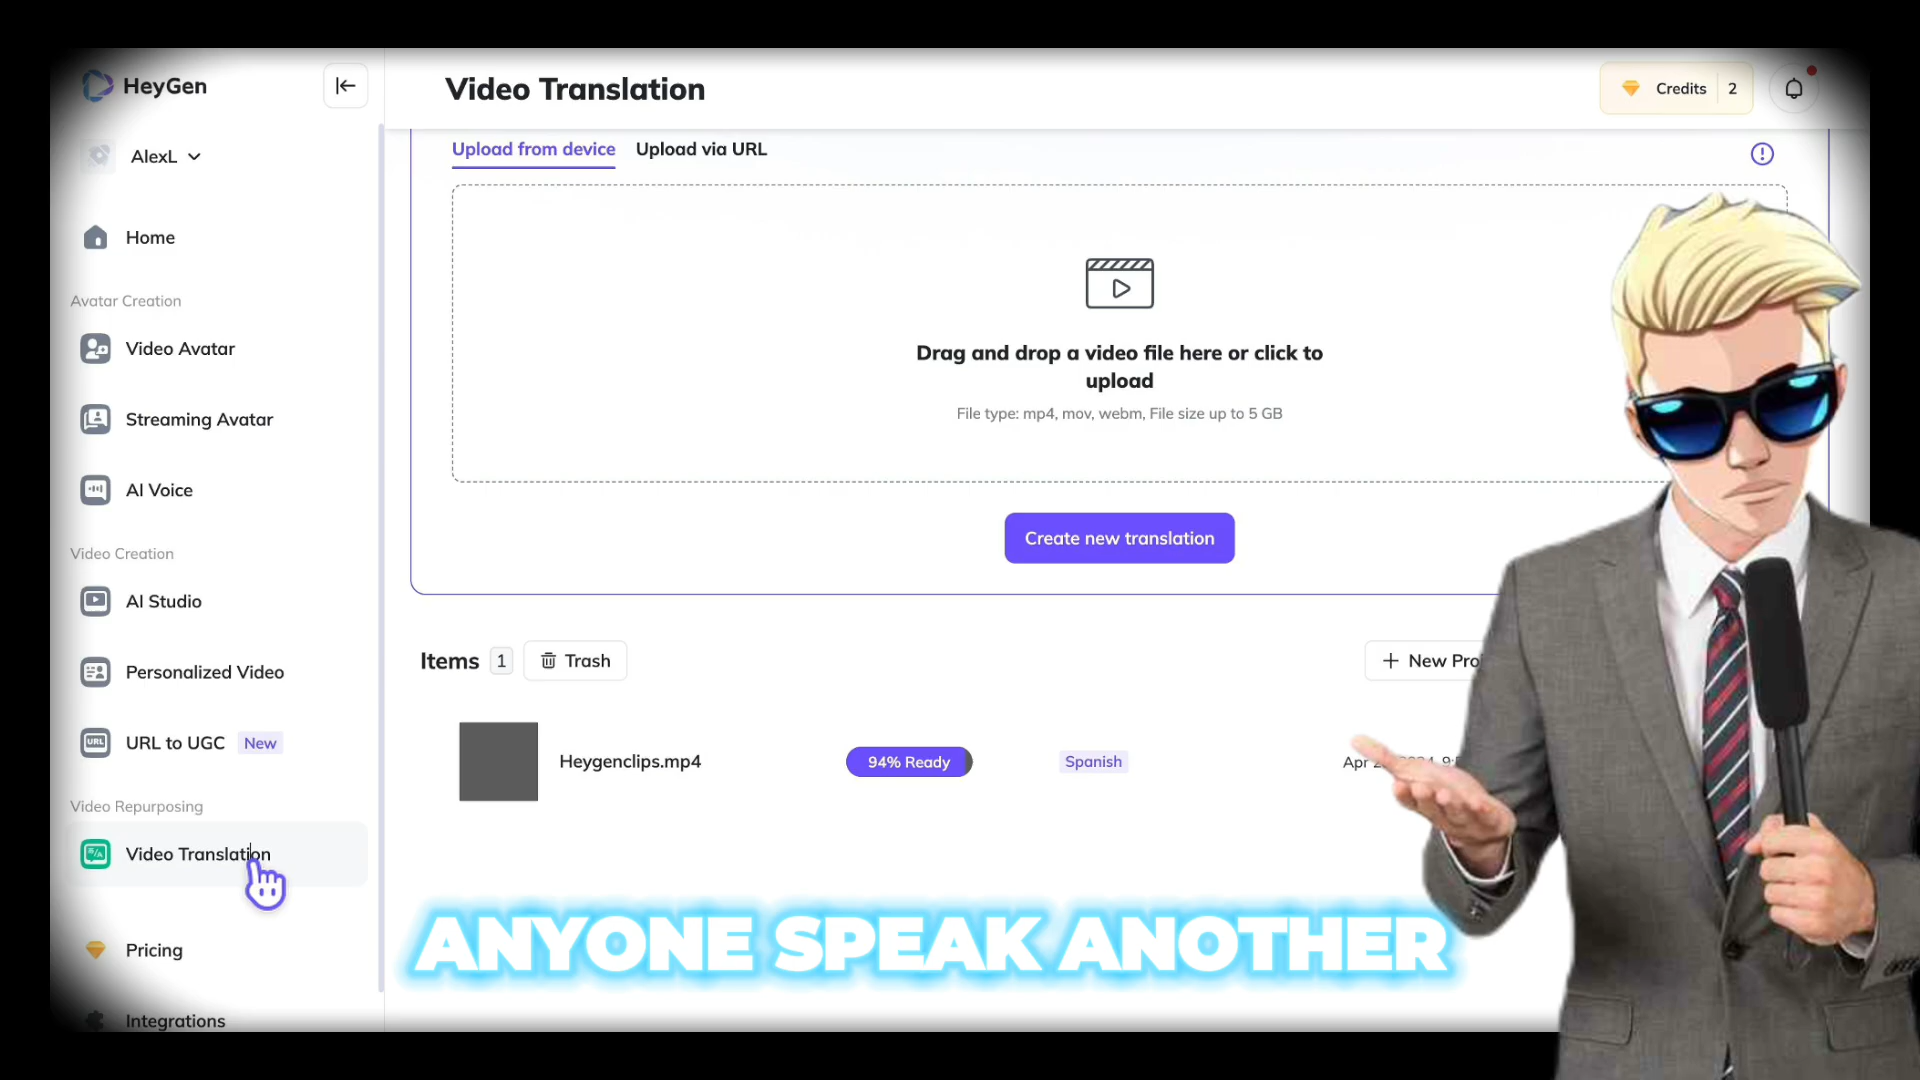 HeyGen
Video Translation
Credits 2
AlexL
Upload from device
Upload via URL
Home
Avatar Creation
Video Avatar
Streaming Avatar
AI Voice
Drag and drop a video file here or click to
upload
File type: mp4, mov, webm, File size up to 5 GB
Create new translation
Video Creation
AI Studio
Personalized Video
URL
URL to UGC New
Items 1
Trash
New Pro
Heygenclips.mp4
94% Ready
Spanish
Apr
Video Repurposing
Video Translation
Pricing
Integrations
ANYONE SPEAK ANOTHER